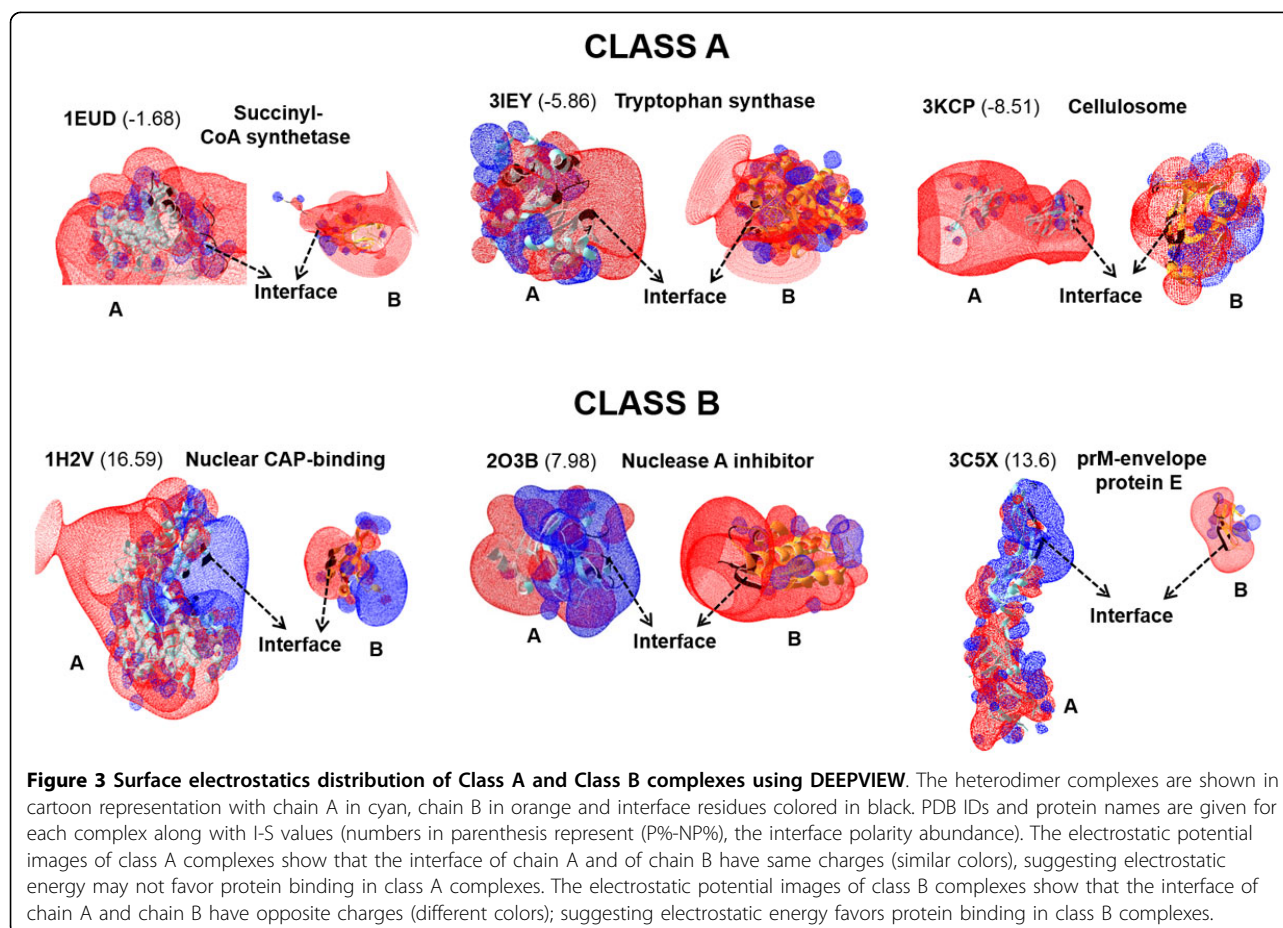 CLASS A
1EUD (-1.68) Succinyl-
CoA synthetase
A
Interface
B
3IEY (-5.86) Tryptophan synthase
A
Interface
B
3KCP (-8.51) Cellulosome
A
Interface
B
CLASS B
1H2V (16.59) Nuclear CAP-binding
A
Interface
B
2O3B (7.98) Nuclease A inhibitor
A
Interface
B
3C5X (13.6) prM-envelope
protein E
B
Interface
A
Figure 3 Surface electrostatics distribution of Class A and Class B complexes using DEEPVIEW. The heterodimer complexes are shown in
cartoon representation with chain A in cyan, chain B in orange and interface residues colored in black. PDB IDs and protein names are given for
each complex along with I-S values (numbers in parenthesis represent (P%-NP%), the interface polarity abundance). The electrostatic potential
images of class A complexes show that the interface of chain A and of chain B have same charges (similar colors), suggesting electrostatic
energy may not favor protein binding in class A complexes. The electrostatic potential images of class B complexes show that the interface of
chain A and chain B have opposite charges (different colors); suggesting electrostatic energy favors protein binding in class B complexes.